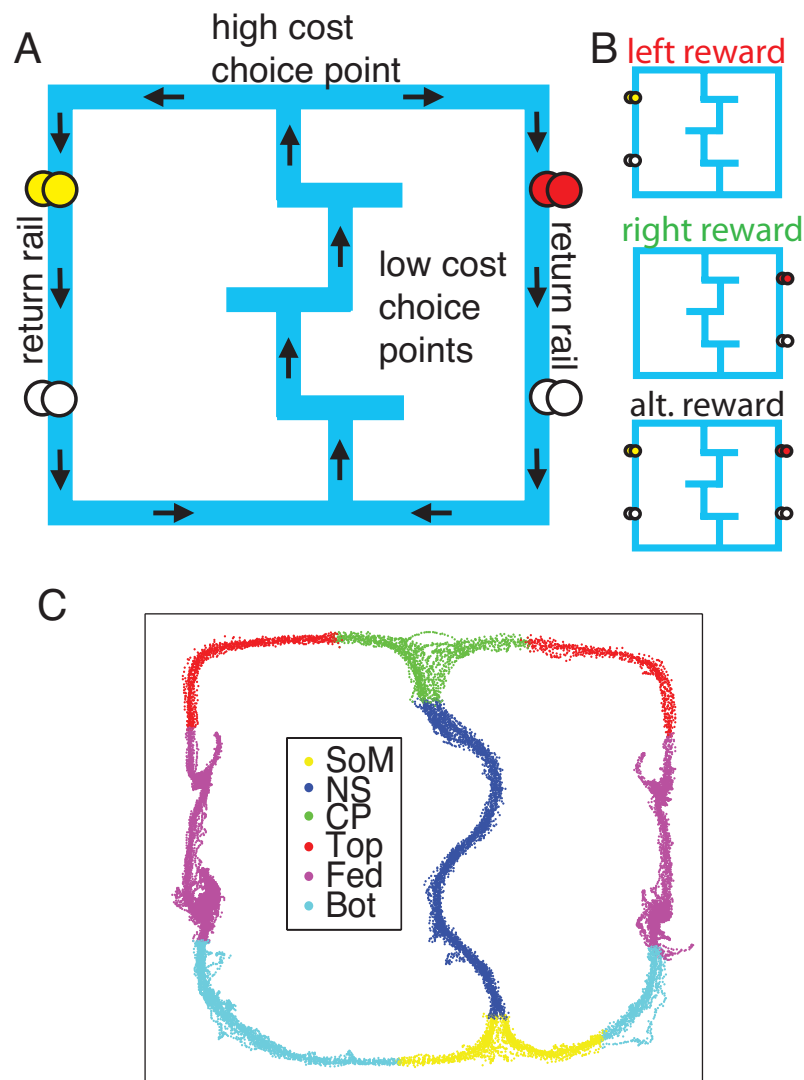 A
high cost
choice point
return rail
low cost
choice
points
return rail
B
left reward
right reward
alt. reward
C
SoM
NS
CP
Top
Fed
Bot